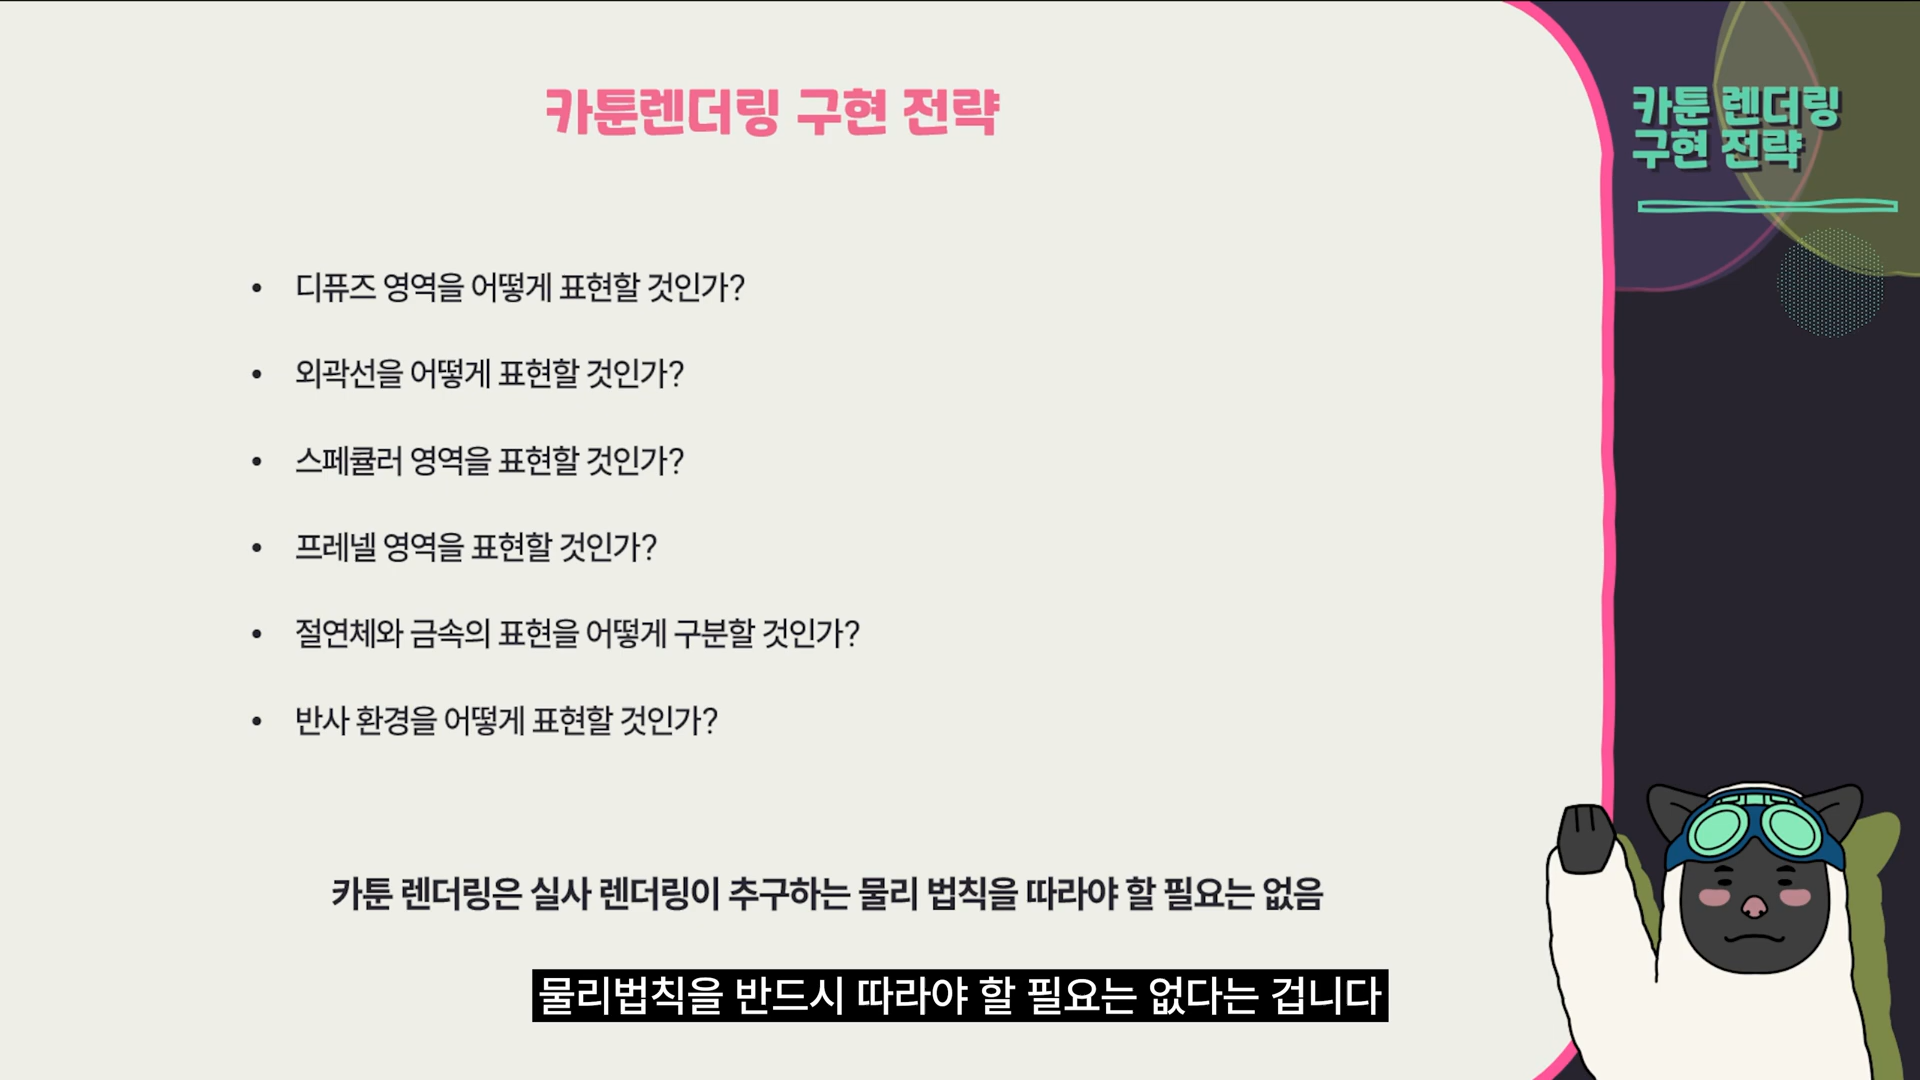 카툰렌더링 구현 전략
카툰 렌더링
구현 전략
• 디퓨즈 영역을 어떻게 표현할 것인가?
• 외곽선을 어떻게 표현할 것인가?
• 스페큘러 영역을 표현할 것인가?
• 프레넬 영역을 표현할 것인가?
• 절연체와 금속의 표현을 어떻게 구분할 것인가?
• 반사 환경을 어떻게 표현할 것인가?
카툰 렌더링은 실사 렌더링이 추구하는 물리 법칙을 따라야 할 필요는 없음
물리법칙을 반드시 따라야 할 필요는 없다는 겁니다